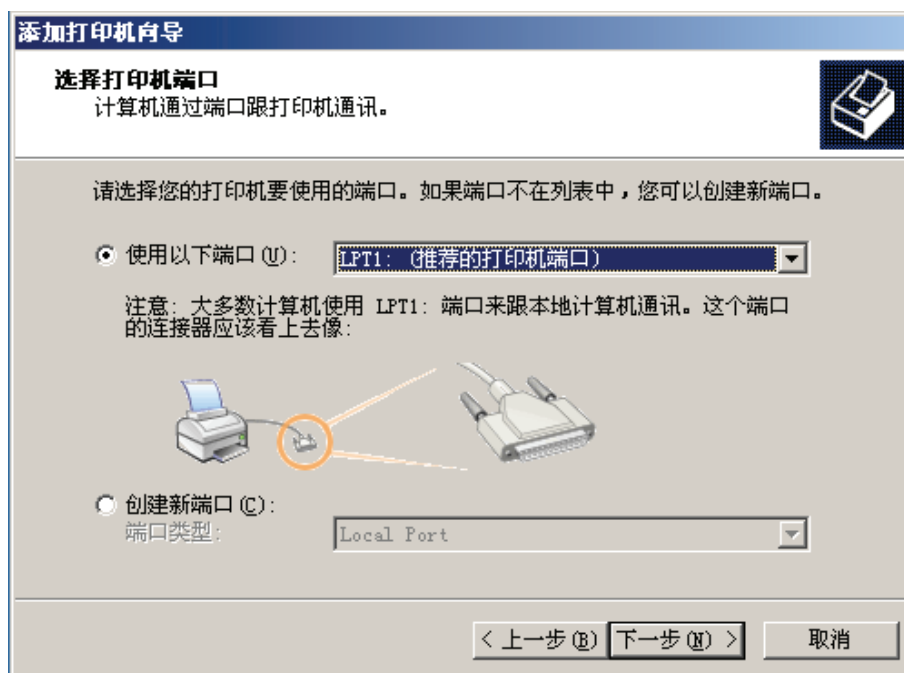 添加打印机向导
选择打印机端口
计算机通过端口跟打印机通讯。
请选择您的打印机要使用的端口。如果端口不在列表中，您可以创建新端口。
使用以下端口(U): LPT1: (推荐的打印机端口)
注意: 大多数计算机使用 LPT1: 端口来跟本地计算机通讯。这个端口
的连接器应该看上去像:
创建新端口(C):
端口类型: Local Port
< 上一步(B) 下一步(N) > 取消